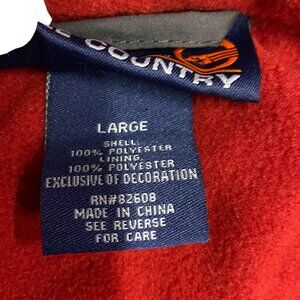 COUNTRY
LARGE
SHELL:
100% POLYESTER
LINING:
100% POLYESTER
EXCLUSIVE OF DECORATION
RN#82608
MADE IN CHINA
SEE REVERSE
FOR CARE